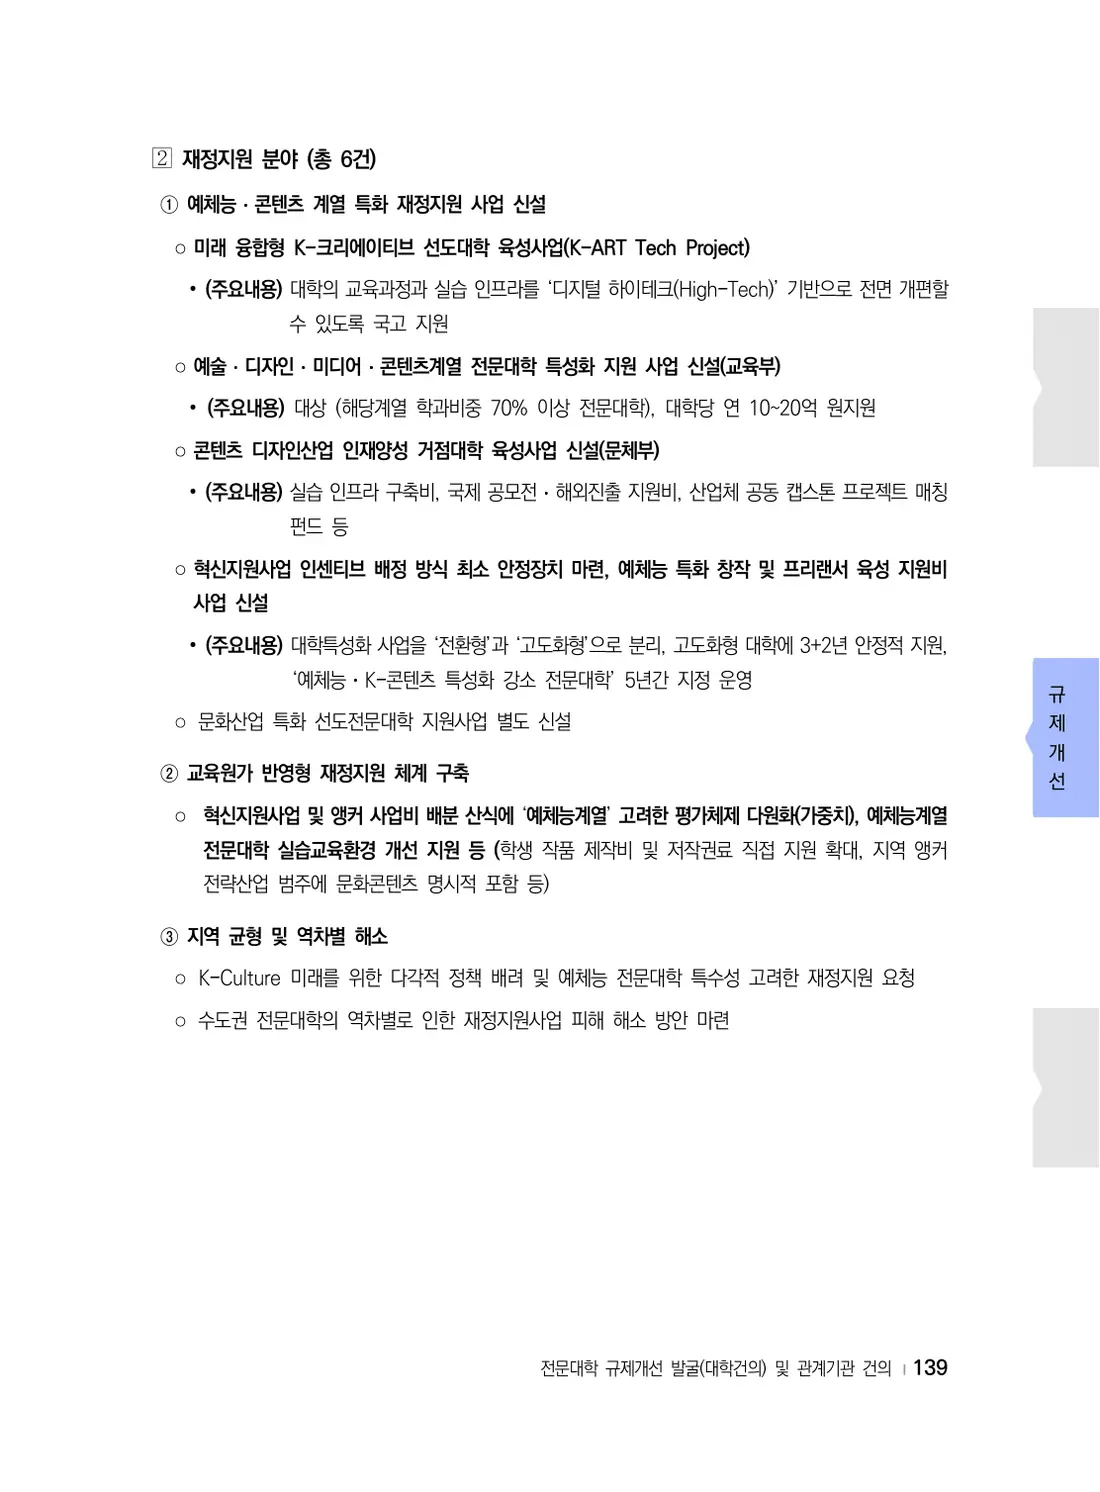 2 재정지원 분야 (총 6건)
① 예체능·콘텐츠 계열 특화 재정지원 사업 신설
○ 미래 융합형 K-크리에이티브 선도대학 육성사업(K-ART Tech Project)
• (주요내용) 대학의 교육과정과 실습 인프라를 ‘디지털 하이테크(High-Tech)’ 기반으로 전면 개편할
수 있도록 국고 지원
○ 예술·디자인·미디어·콘텐츠계열 전문대학 특성화 지원 사업 신설(교육부)
• (주요내용) 대상 (해당계열 학과비중 70% 이상 전문대학), 대학당 연 10~20억 원지원
○ 콘텐츠 디자인산업 인재양성 거점대학 육성사업 신설(문체부)
• (주요내용) 실습 인프라 구축비, 국제 공모전·해외진출 지원비, 산업체 공동 캡스톤 프로젝트 매칭
펀드 등
○ 혁신지원사업 인센티브 배정 방식 최소 안정장치 마련, 예체능 특화 창작 및 프리랜서 육성 지원비
사업 신설
• (주요내용) 대학특성화 사업을 ‘전환형’과 ‘고도화형’으로 분리, 고도화형 대학에 3+2년 안정적 지원,
‘예체능·K-콘텐츠 특성화 강소 전문대학’ 5년간 지정 운영
○ 문화산업 특화 선도전문대학 지원사업 별도 신설
② 교육원가 반영형 재정지원 체계 구축
○ 혁신지원사업 및 앵커 사업비 배분 산식에 ‘예체능계열’ 고려한 평가체제 다원화(가중치), 예체능계열
전문대학 실습교육환경 개선 지원 등 (학생 작품 제작비 및 저작권료 직접 지원 확대, 지역 앵커
전략산업 범주에 문화콘텐츠 명시적 포함 등)
③ 지역 균형 및 역차별 해소
○ K-Culture 미래를 위한 다각적 정책 배려 및 예체능 전문대학 특수성 고려한 재정지원 요청
○ 수도권 전문대학의 역차별로 인한 재정지원사업 피해 해소 방안 마련
규
제
개
선
전문대학 규제개선 발굴(대학건의) 및 관계기관 건의 | 139